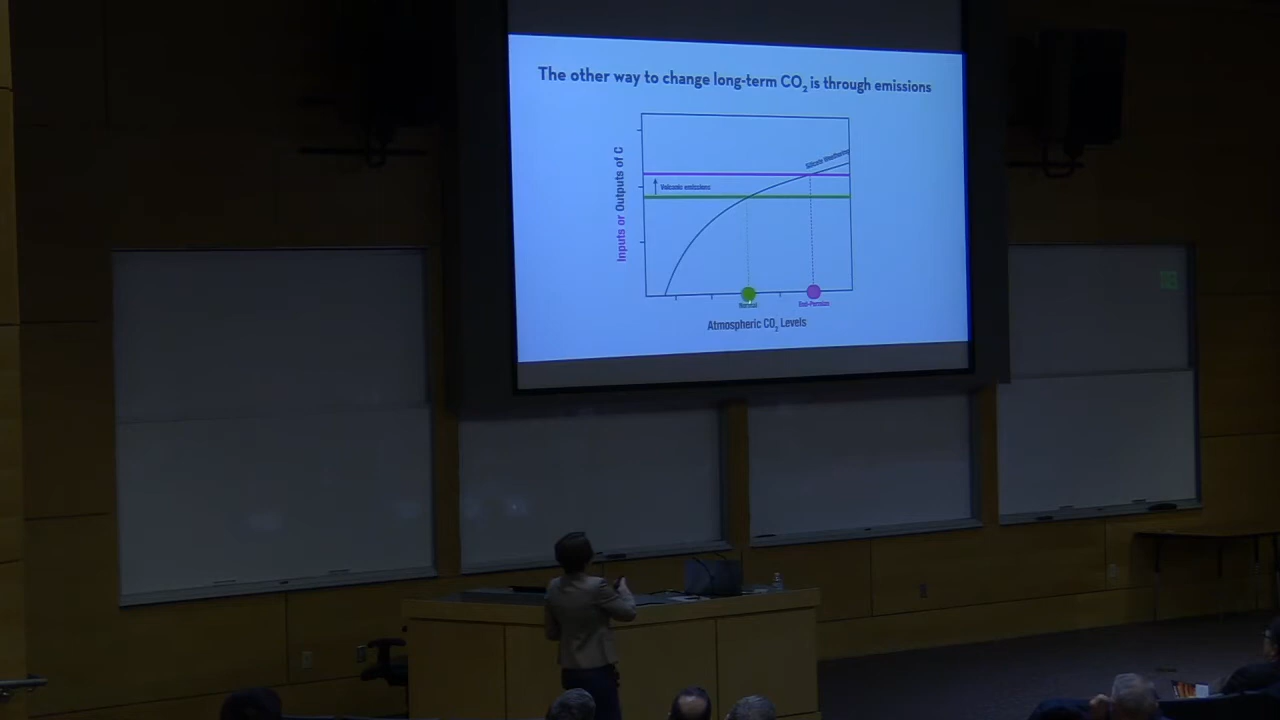 The other way to change long-term CO₂ is through emissions
Silicate Weathering
Volcanic emissions
Inputs or Outputs of C
Normal
End-Permian
Atmospheric CO₂ Levels